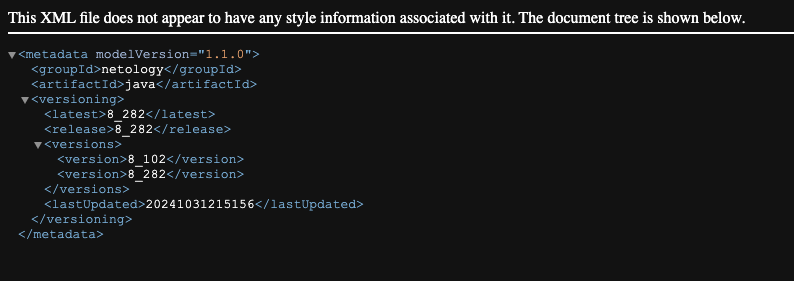 This XML file does not appear to have any style information associated with it. The document tree is shown below.
<metadata modelVersion="1.1.0">
<groupId>netology</groupId>
<artifactId>java</artifactId>
<versioning>
<latest>8_282</latest>
<release>8_282</release>
<versions>
<version>8_102</version>
<version>8_282</version>
</versions>
<lastUpdated>20241031215156</lastUpdated>
</versioning>
</metadata>